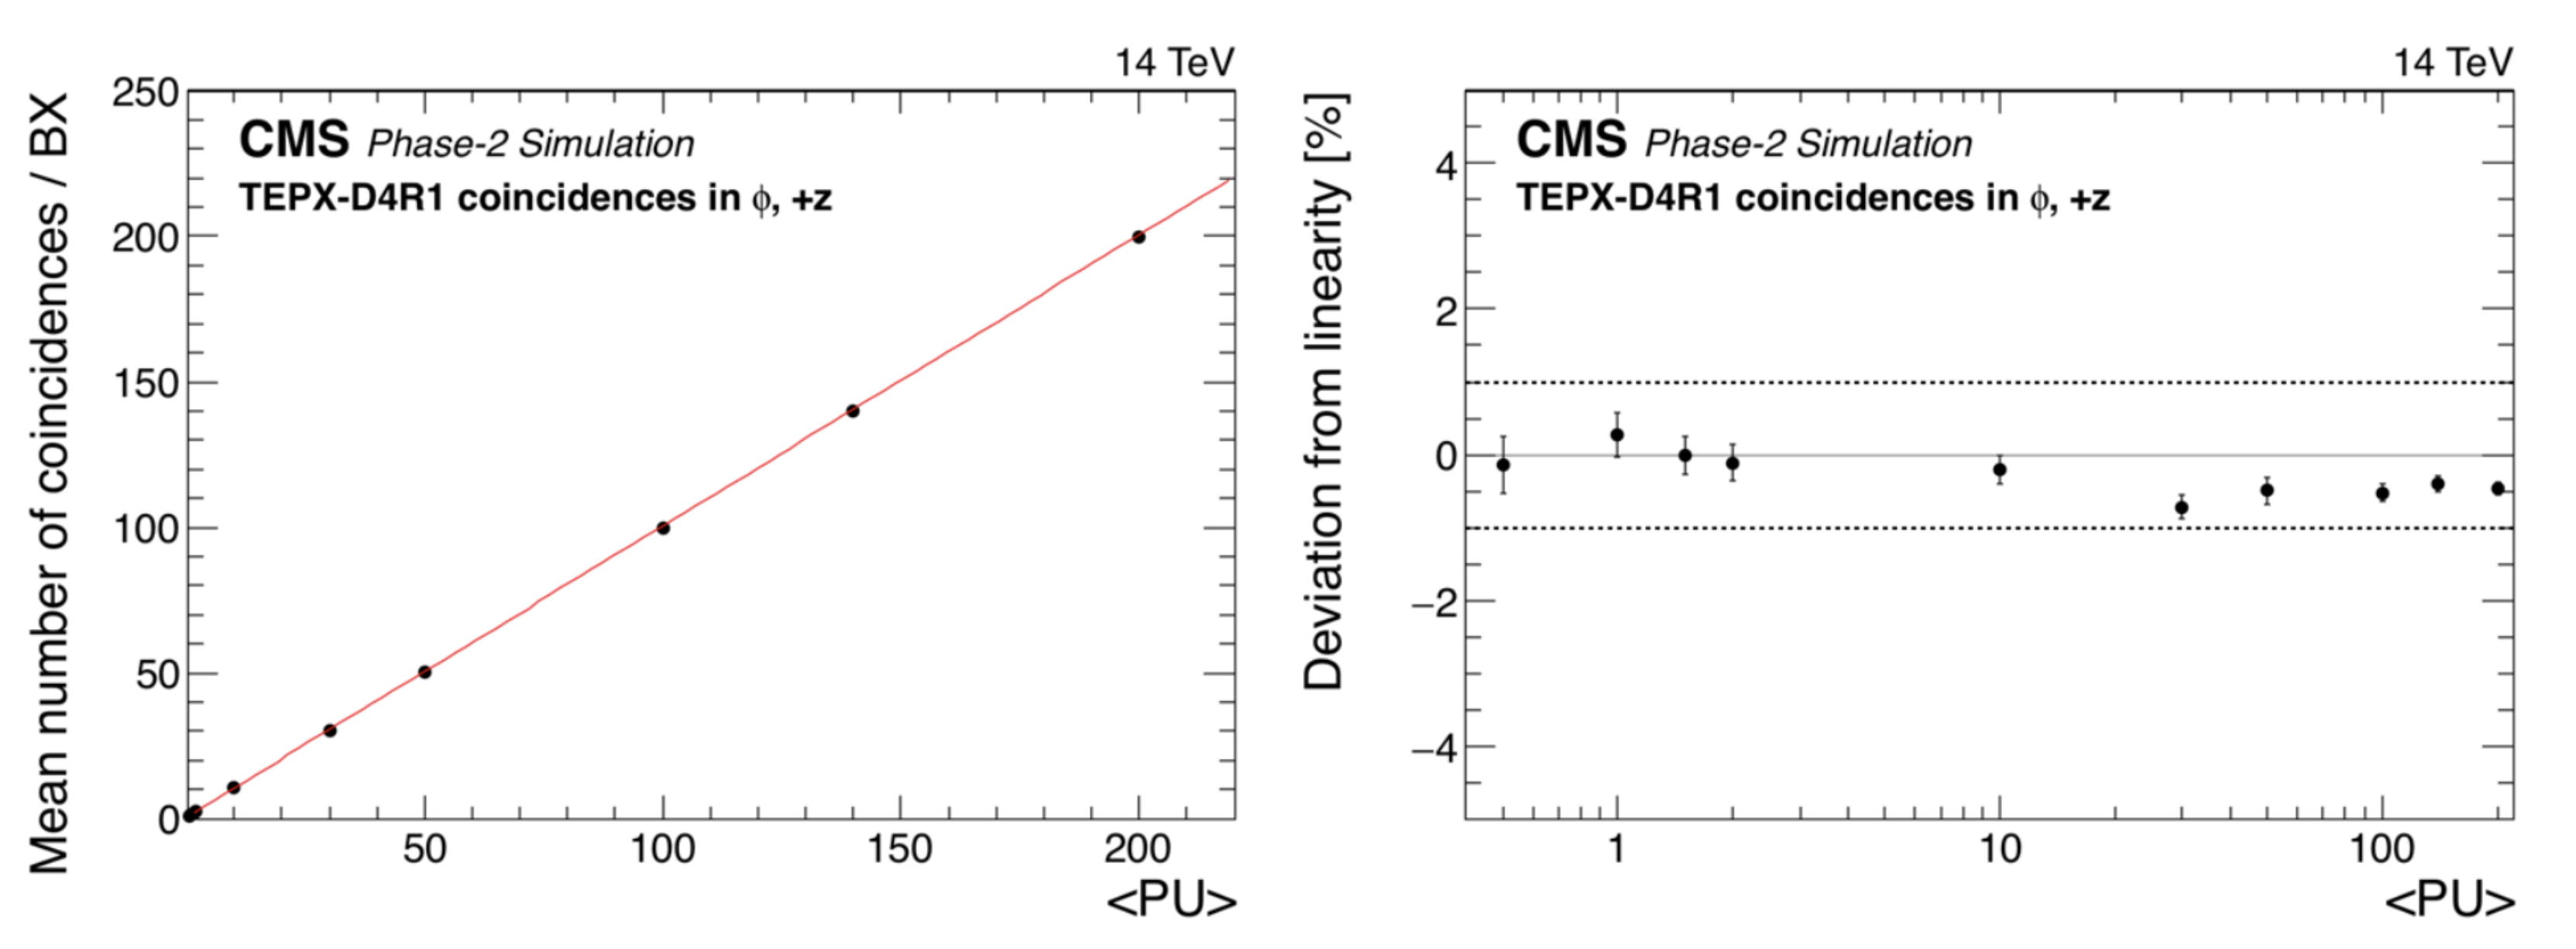 14 TeV
CMS Phase-2 Simulation
TEPX-D4R1 coincidences in ϕ, +z
Mean number of coincidences / BX
250
200
150
100
50
0
50 100 150 200
<PU>
14 TeV
CMS Phase-2 Simulation
TEPX-D4R1 coincidences in ϕ, +z
Deviation from linearity [%]
4
2
0
−2
−4
1 10 100
<PU>